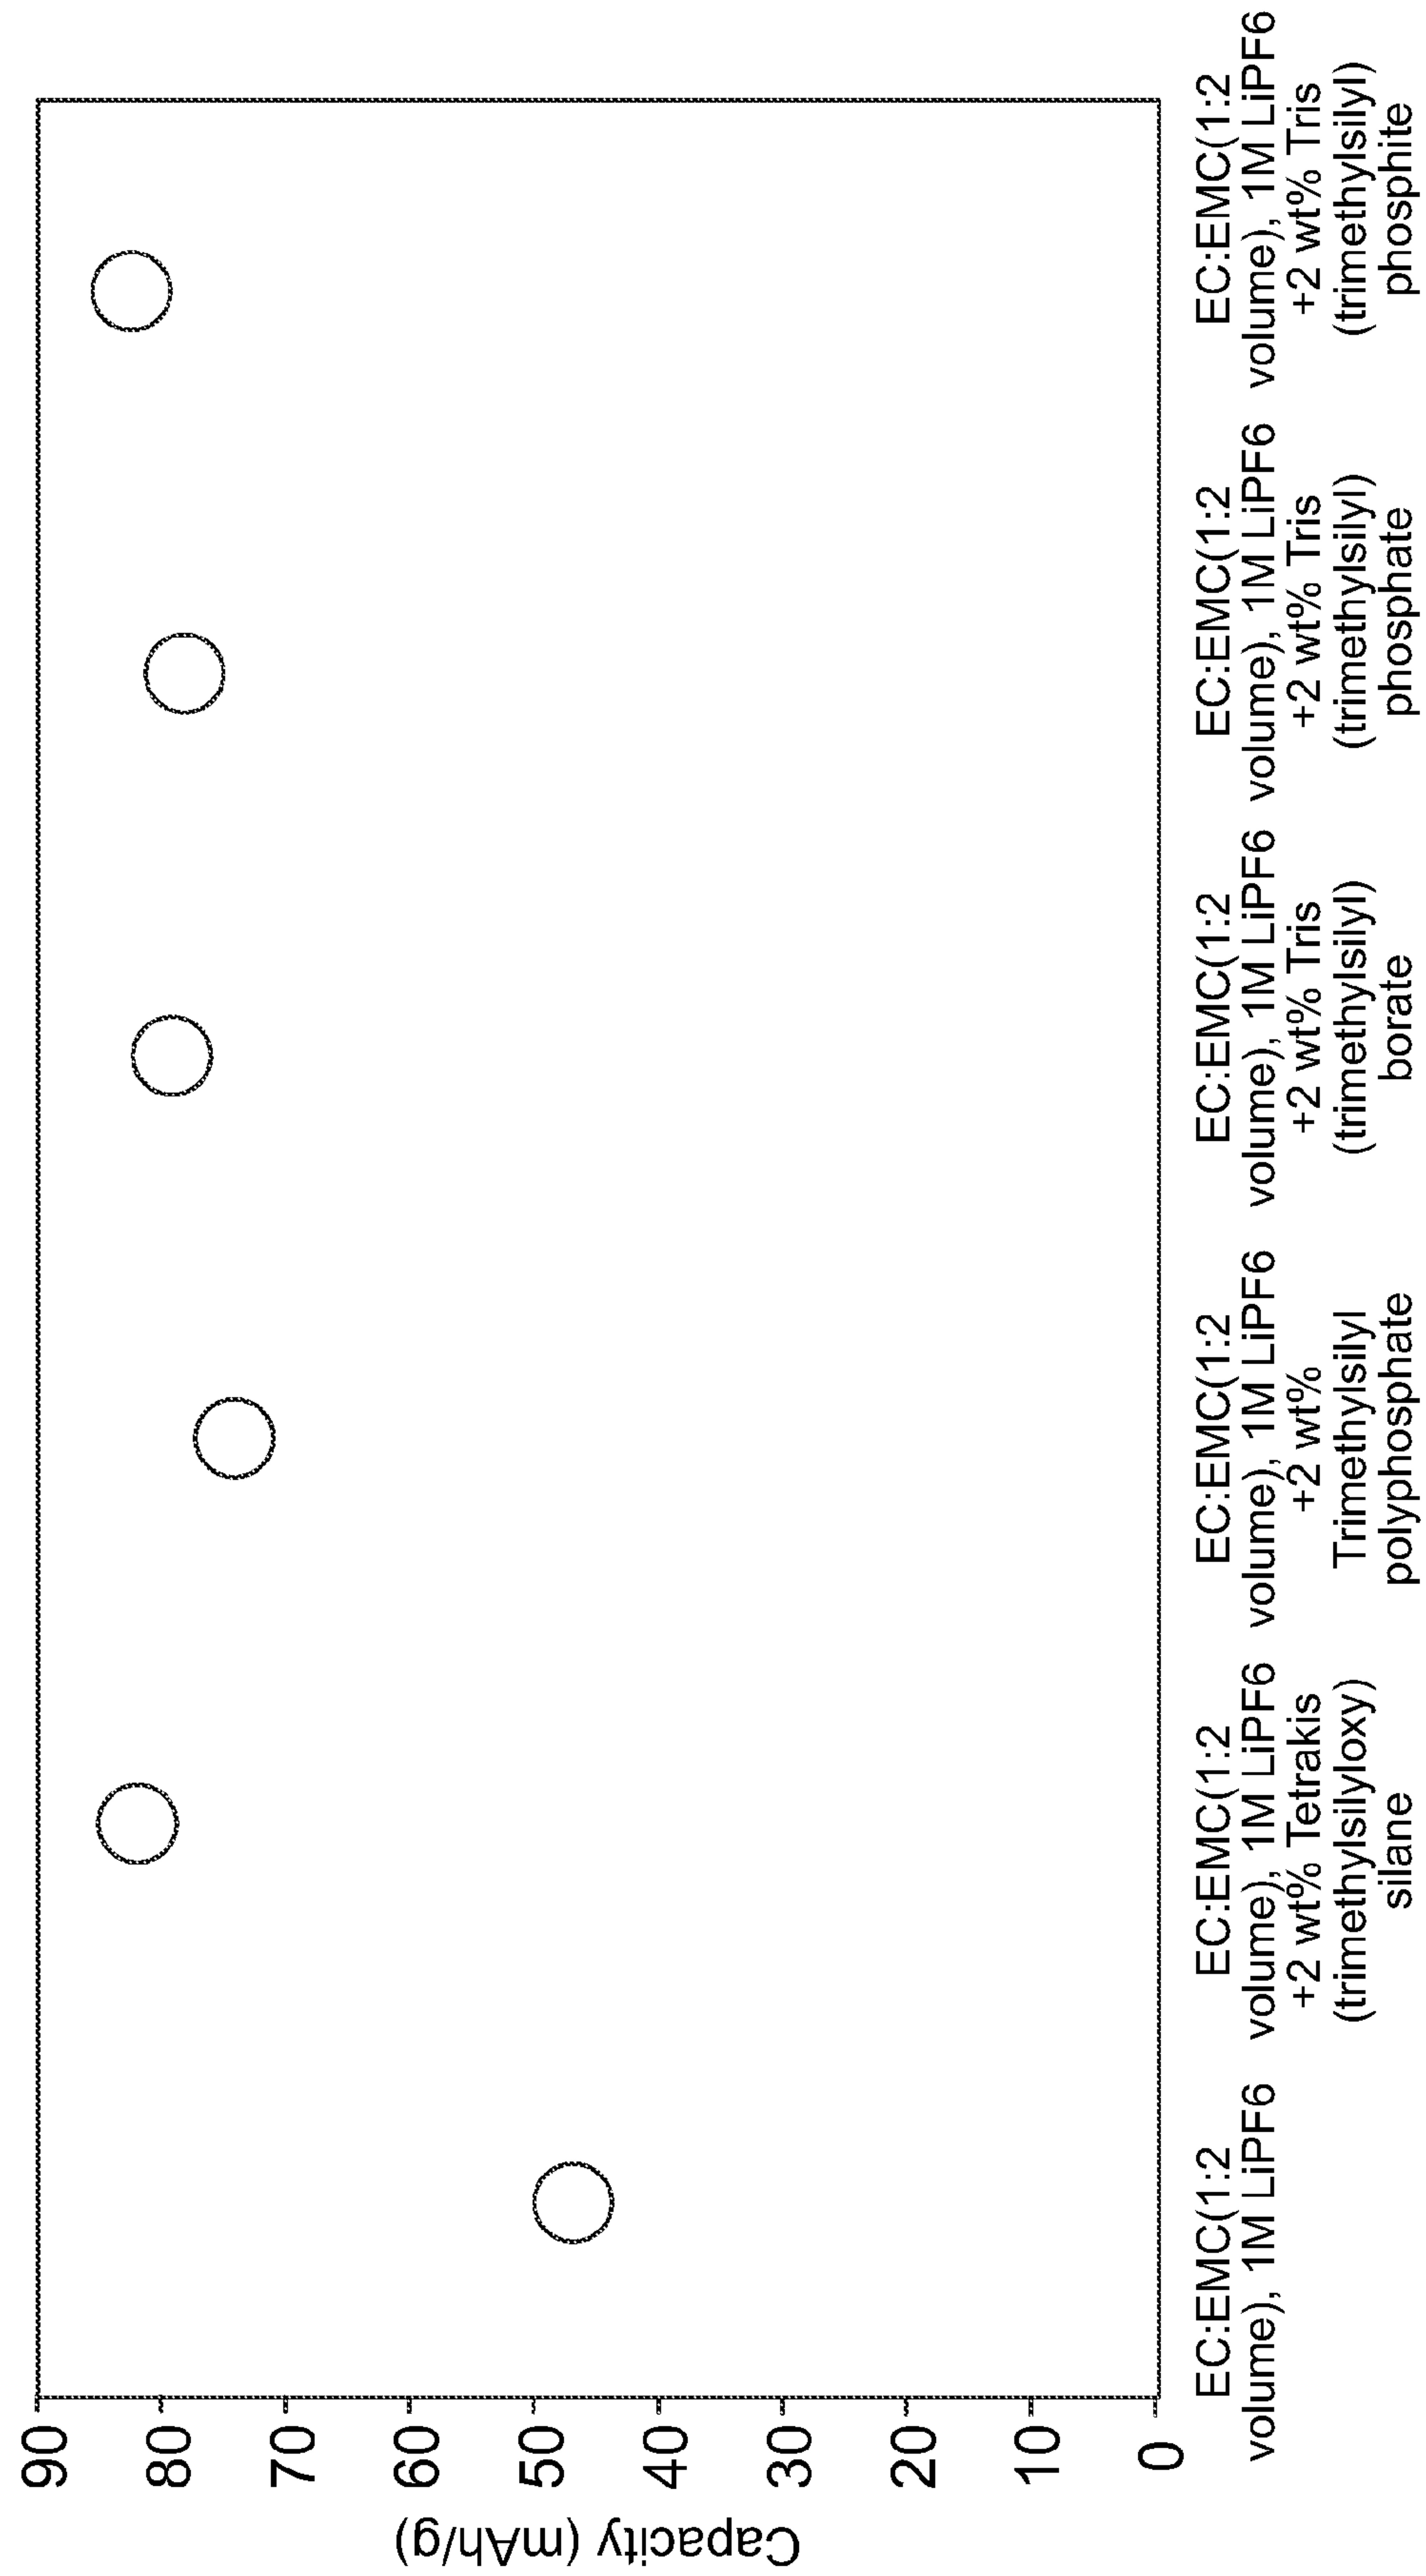 Capacity (mAh/g)
90
80
70
60
50
40
30
20
10
0
EC:EMC(1:2
volume), 1M LiPF6
EC:EMC(1:2
volume), 1M LiPF6
+2 wt% Tetrakis
(trimethylsilyloxy)
silane
EC:EMC(1:2
volume), 1M LiPF6
+2 wt%
Trimethylsilyl
polyphosphate
EC:EMC(1:2
volume), 1M LiPF6
+2 wt% Tris
(trimethylsilyl)
borate
EC:EMC(1:2
volume), 1M LiPF6
+2 wt% Tris
(trimethylsilyl)
phosphate
EC:EMC(1:2
volume), 1M LiPF6
+2 wt% Tris
(trimethylsilyl)
phosphite